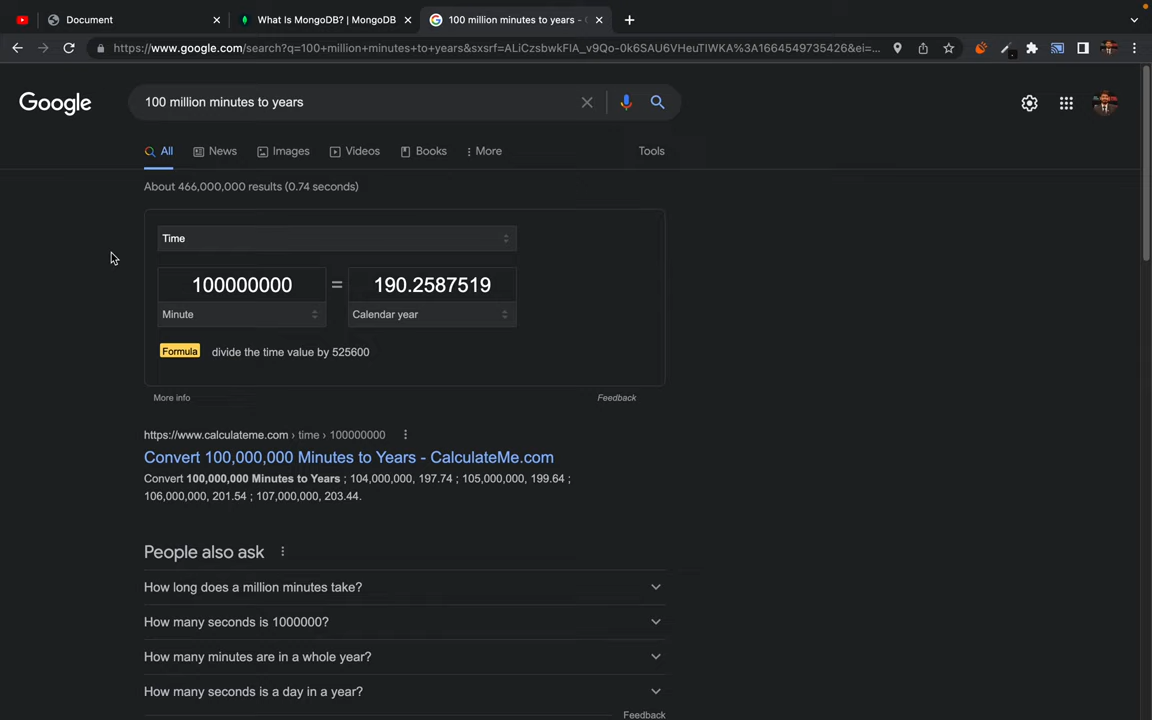 Document
What Is MongoDB? | MongoDB
100 million minutes to years -
https://www.google.com/search?q=100+million+minutes+to+years&sxsrf=ALiCzsbwkFIA_v9Qo-0k6SAU6VHeuTIWKA%3A1664549735426&ei=...
Google
100 million minutes to years
All
News
Images
Videos
Books
More
Tools
About 466,000,000 results (0.74 seconds)
Time
100000000 = 190.2587519
Minute
Calendar year
Formula divide the time value by 525600
More info
Feedback
https://www.calculateme.com › time › 100000000
Convert 100,000,000 Minutes to Years - CalculateMe.com
Convert 100,000,000 Minutes to Years ; 104,000,000, 197.74 ; 105,000,000, 199.64 ;
106,000,000, 201.54 ; 107,000,000, 203.44.
People also ask
How long does a million minutes take?
How many seconds is 1000000?
How many minutes are in a whole year?
How many seconds is a day in a year?
Feedback